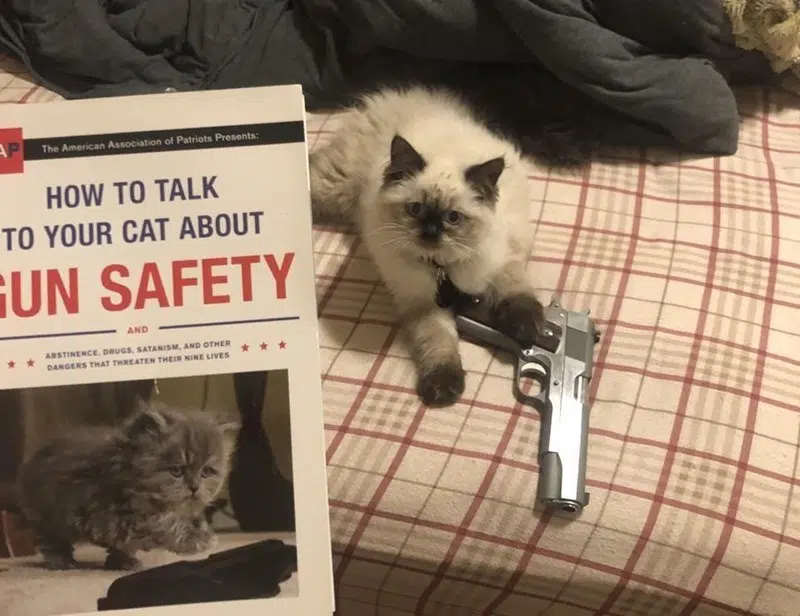 AP The American Association of Patriots Presents:
HOW TO TALK
TO YOUR CAT ABOUT
GUN SAFETY
AND
ABSTINENCE, DRUGS, SATANISM, AND OTHER
DANGERS THAT THREATEN THEIR NINE LIVES